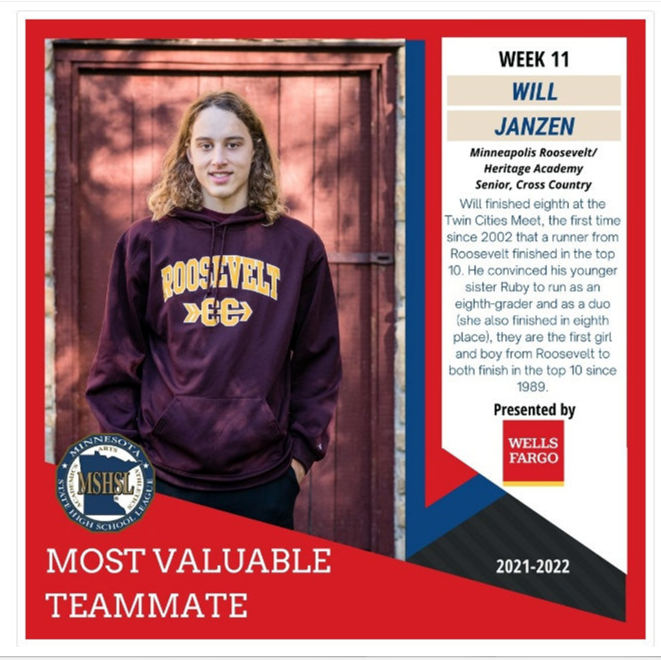 WEEK 11
WILL
JANZEN
Minneapolis Roosevelt/
Heritage Academy
Senior, Cross Country
Will finished eighth at the
Twin Cities Meet, the first time
since 2002 that a runner from
Roosevelt finished in the top
10. He convinced his younger
sister Ruby to run as an
eighth-grader and as a duo
(she also finished in eighth
place), they are the first girl
and boy from Roosevelt to
both finish in the top 10 since
1989.
Presented by
WELLS
FARGO
2021-2022
ROOSEVELT
CC
MINNESOTA
STATE HIGH SCHOOL LEAGUE
ACADEMICS
ARTS
ATHLETICS
MSHSL
MOST VALUABLE
TEAMMATE